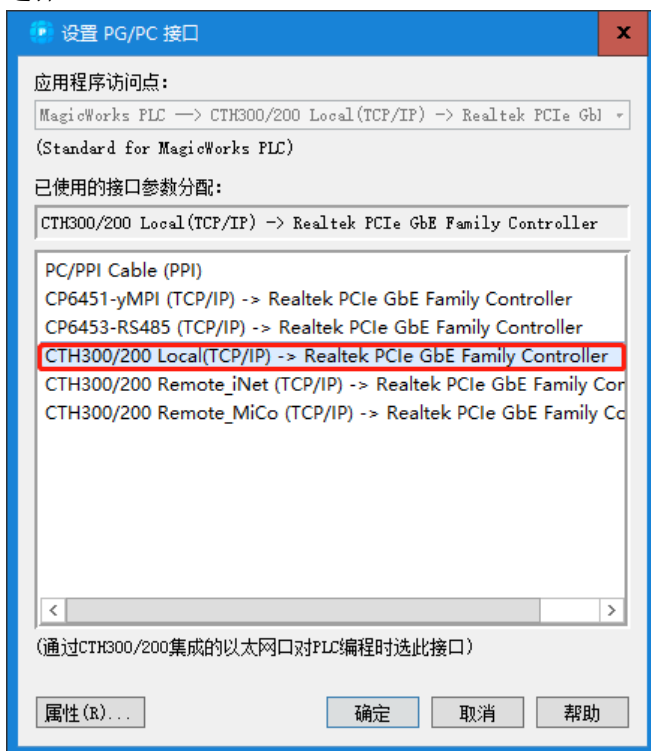 设置 PG/PC 接口
x
应用程序访问点:
MagicWorks PLC —> CTH300/200 Local(TCP/IP) -> Realtek PCIe Gbl
(Standard for MagicWorks PLC)
已使用的接口参数分配:
CTH300/200 Local(TCP/IP) -> Realtek PCIe GbE Family Controller
PC/PPI Cable (PPI)
CP6451-yMPI (TCP/IP) -> Realtek PCIe GbE Family Controller
CP6453-RS485 (TCP/IP) -> Realtek PCIe GbE Family Controller
CTH300/200 Local(TCP/IP) -> Realtek PCIe GbE Family Controller
CTH300/200 Remote_iNet (TCP/IP) -> Realtek PCIe GbE Family Cor
CTH300/200 Remote_MiCo (TCP/IP) -> Realtek PCIe GbE Family Cc
(通过CTH300/200集成的以太网口对PLC编程时选此接口)
属性(R)... 确定 取消 帮助